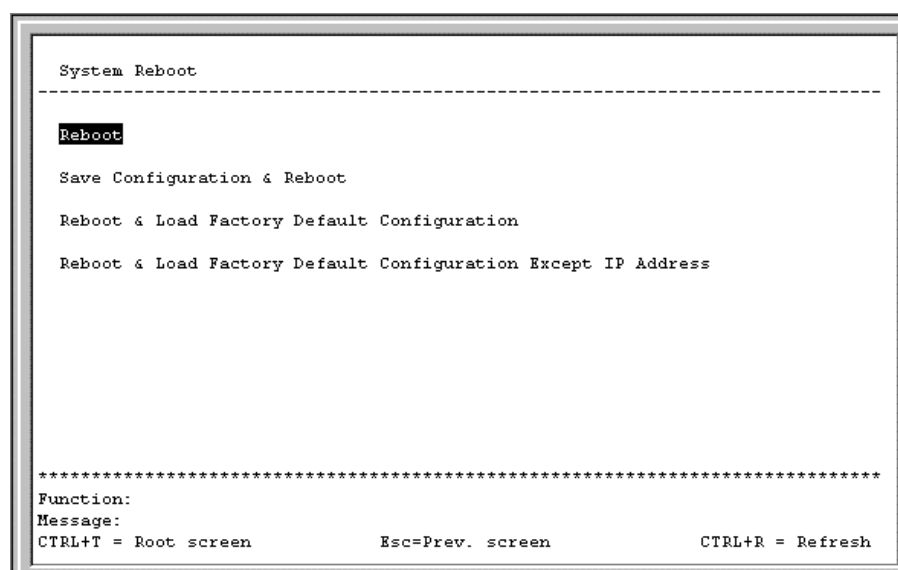 System Reboot
-------------------------------------------------------------------------------
Reboot
Save Configuration & Reboot
Reboot & Load Factory Default Configuration
Reboot & Load Factory Default Configuration Except IP Address
*******************************************************************************
Function:
Message:
CTRL+T = Root screen Esc=Prev. screen CTRL+R = Refresh